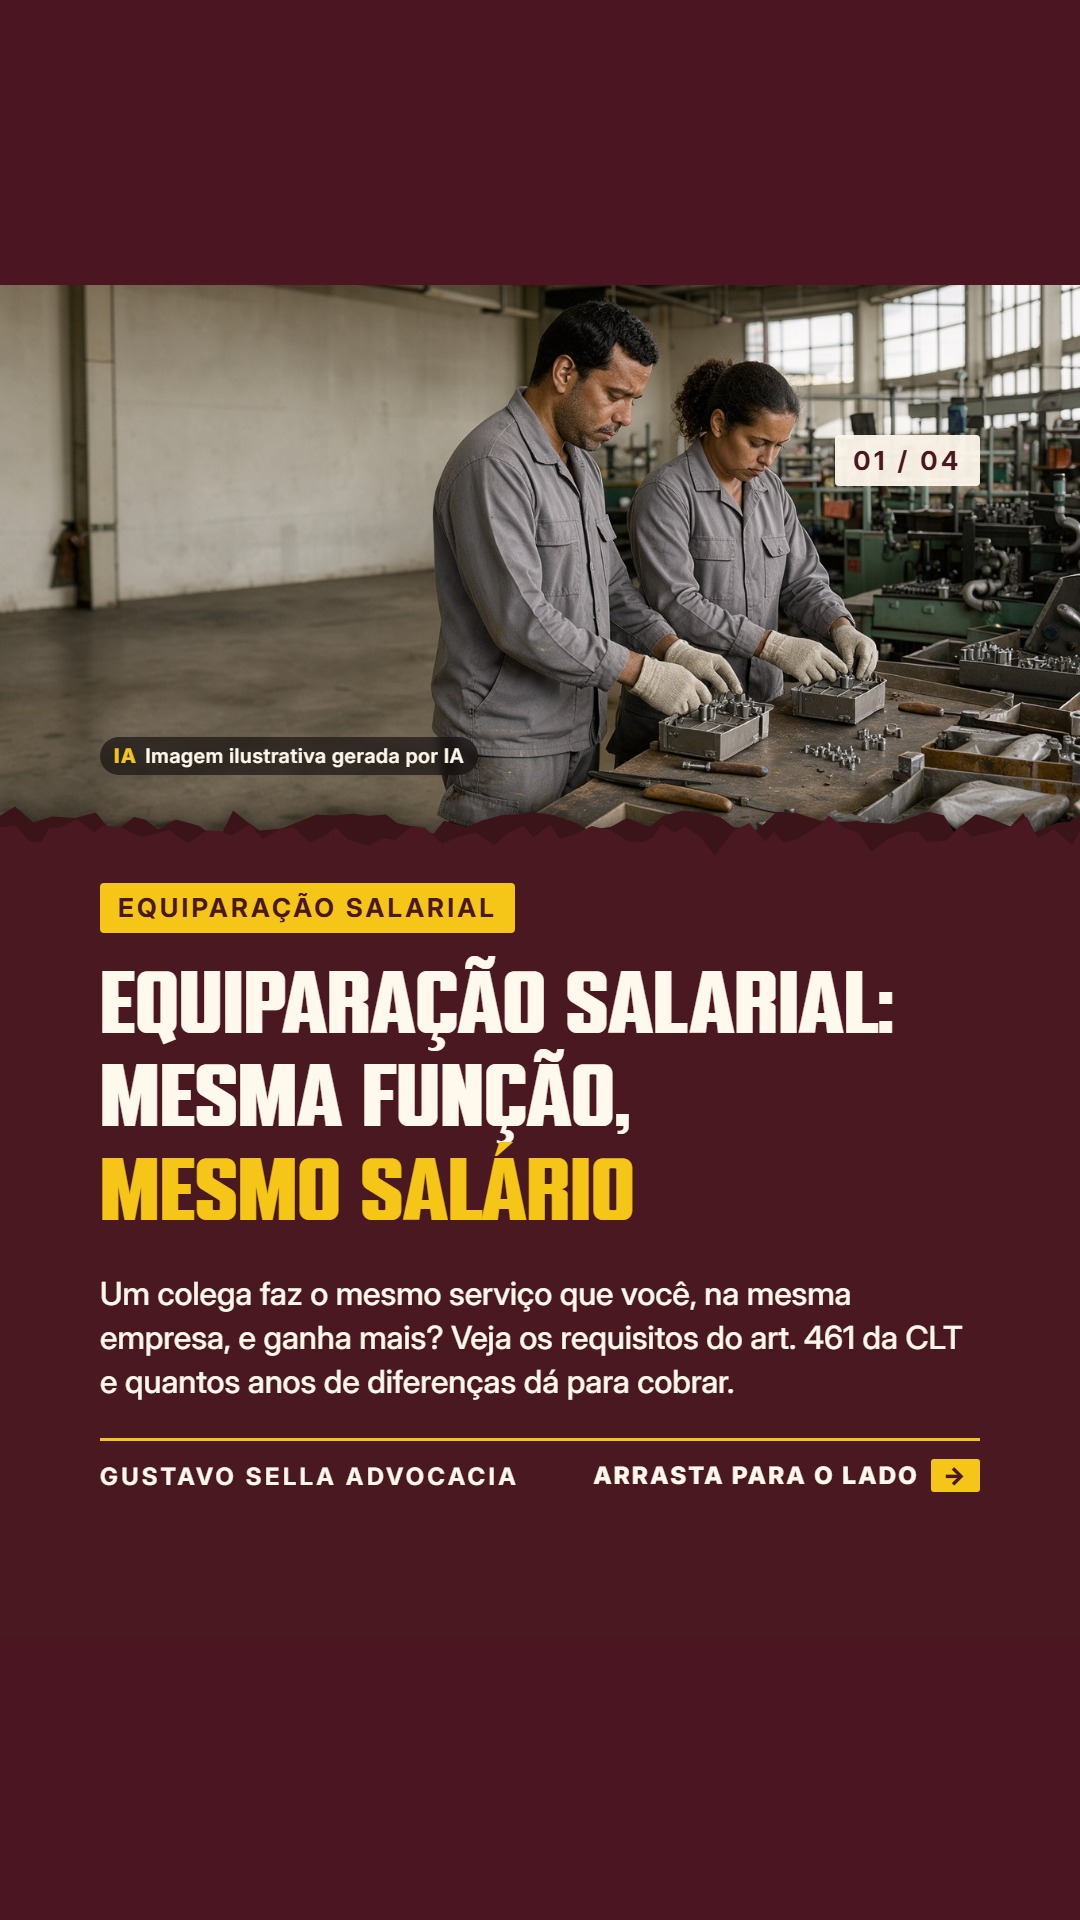 01 / 04
IA Imagem ilustrativa gerada por IA
EQUIPARAÇÃO SALARIAL
EQUIPARAÇÃO SALARIAL:
MESMA FUNÇÃO,
MESMO SALÁRIO
Um colega faz o mesmo serviço que você, na mesma
empresa, e ganha mais? Veja os requisitos do art. 461 da CLT
e quantos anos de diferenças dá para cobrar.
GUSTAVO SELLA ADVOCACIA
ARRASTA PARA O LADO →